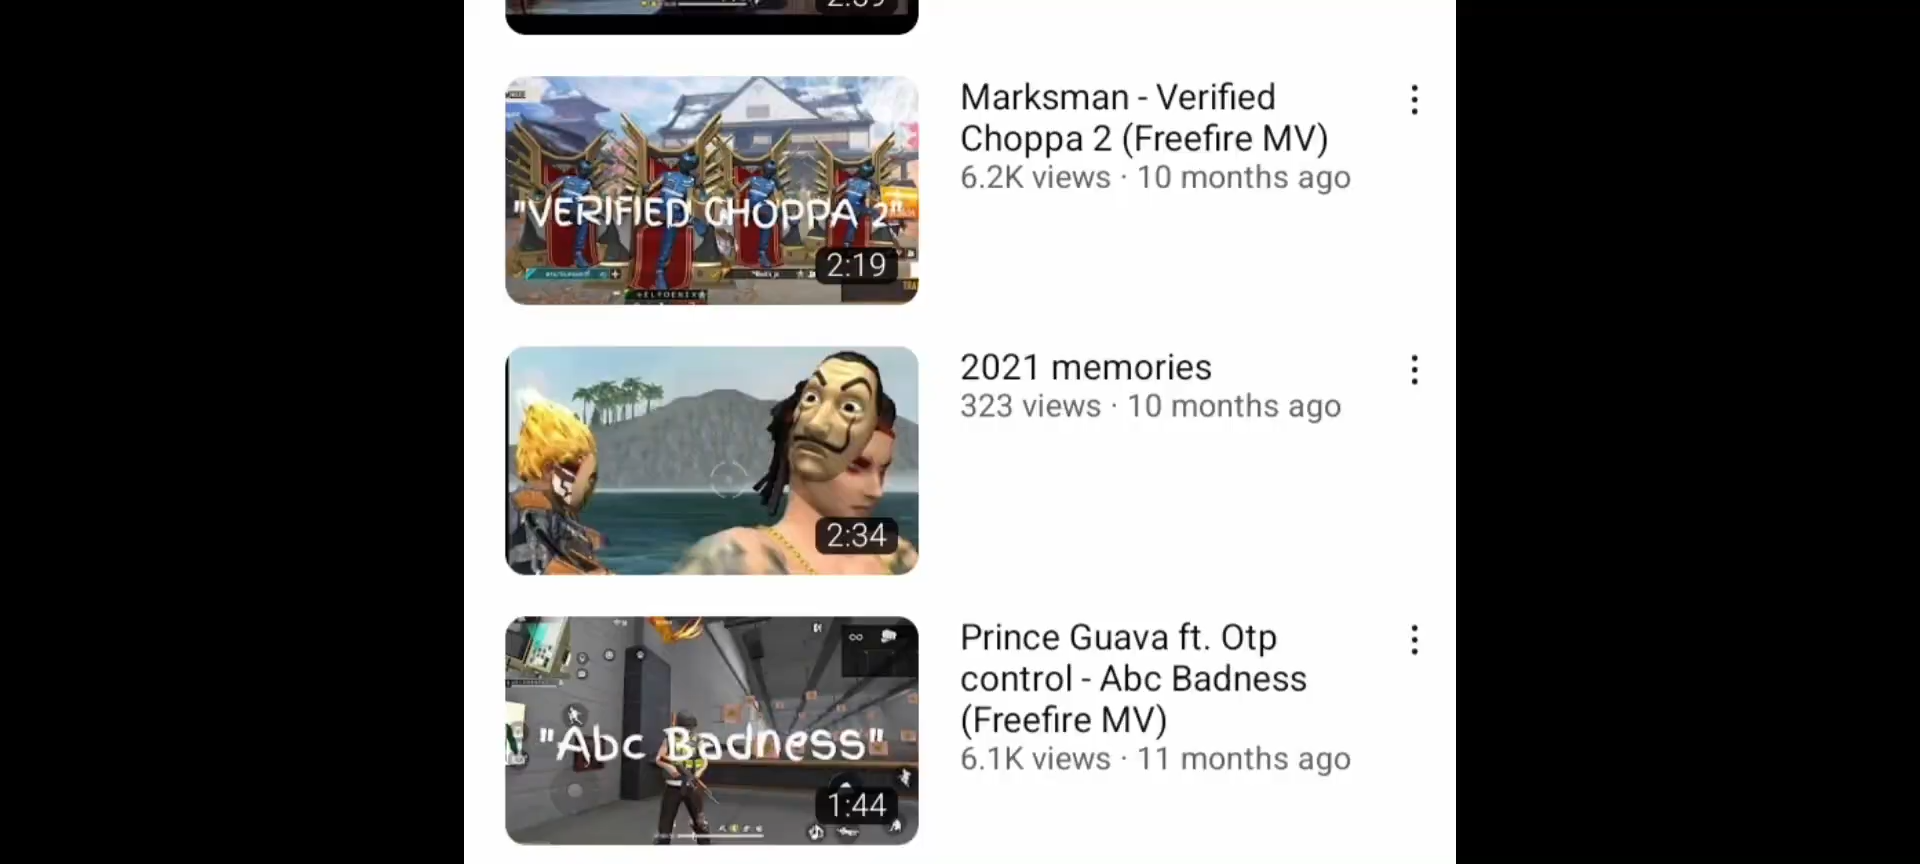 Marksman - Verified
Choppa 2 (Freefire MV)
6.2K views · 10 months ago
"VERIFIED CHOPPA 2"
2:19
2021 memories
323 views · 10 months ago
2:34
Prince Guava ft. Otp
control - Abc Badness
(Freefire MV)
6.1K views · 11 months ago
"Abc Badness"
1:44